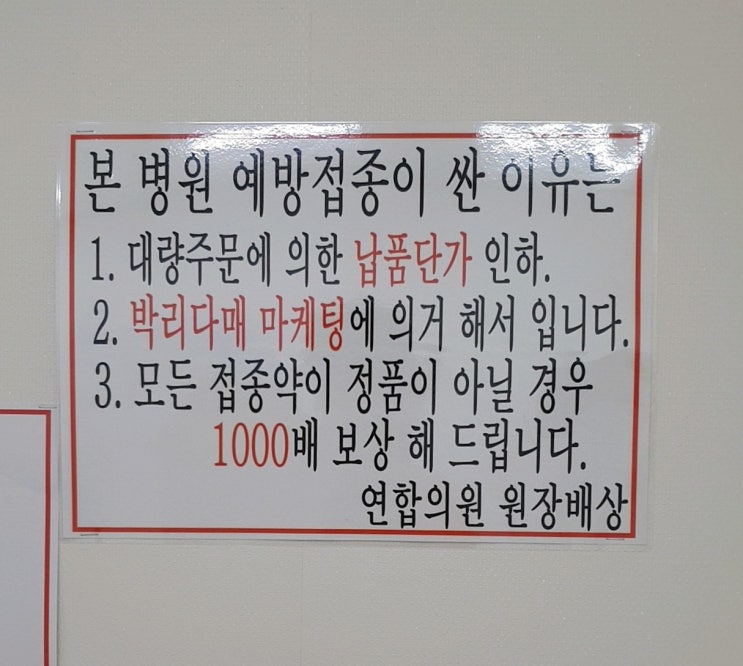 본 병원 예방접종이 싼 이유는
1. 대량주문에 의한 납품단가 인하.
2. 박리다매 마케팅에 의거 해서 입니다.
3. 모든 접종약이 정품이 아닐 경우
1000배 보상 해 드립니다.
연합의원 원장배상